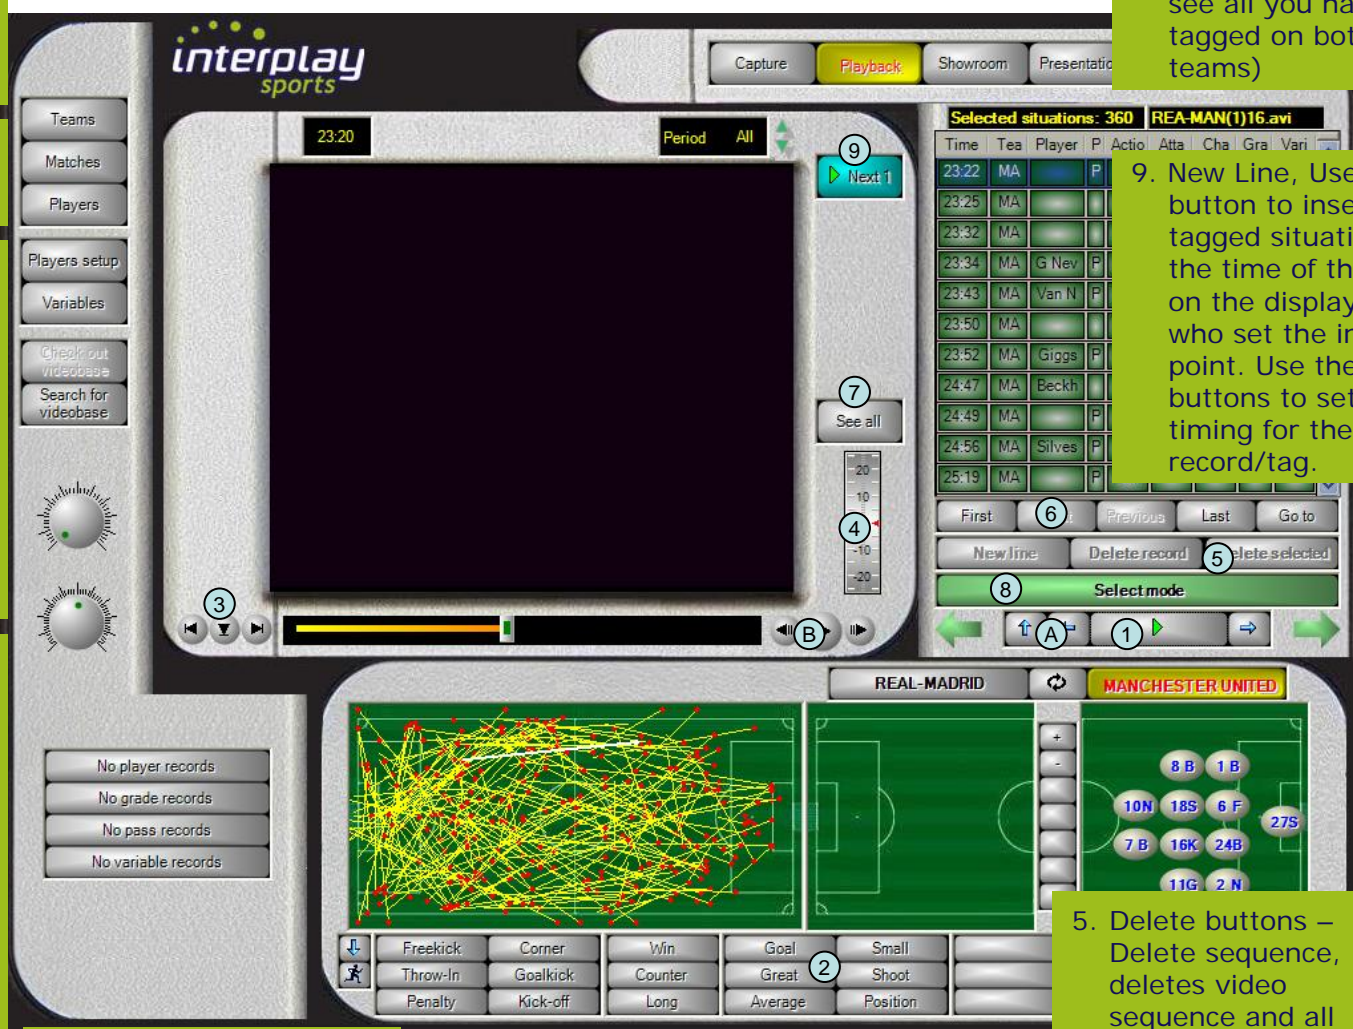 see all you ha
tagged on bot
teams)
interplay
sports
Capture
Playback
Showroom
Presentatio
Teams
Matches
Players
Players setup
Variables
Check out
videobase
Search for
videobase
23:20
Period All
9
Next 1
7
See all
20
10
4
-10
-20
3
B
Selected situations: 360 REA-MAN(1)16.avi
Time Tea Player P Actio Atta Cha Gra Vari
23:22 MA P
23:25 MA
23:32 MA
23:34 MA G Nev P
23:43 MA Van N P
23:50 MA
23:52 MA Giggs P
24:47 MA Beckh
24:49 MA P
24:56 MA Silves P
25:19 MA P
9. New Line, Use
button to inse
tagged situati
the time of th
on the display
who set the in
point. Use the
buttons to set
timing for the
record/tag.
First 6 Previous Last Go to
New line Delete record 5 elete selected
8 Select mode
A 1
REAL-MADRID
MANCHESTER UNITED
No player records
No grade records
No pass records
No variable records
+
-
8 B 1 B
10N 18S 6 F
27S
7 B 16K 24B
11G 2 N
Freekick Corner Win Goal Small
Throw-In Goalkick Counter Great 2 Shoot
Penalty Kick-off Long Average Position
5. Delete buttons –
Delete sequence,
deletes video
sequence and all